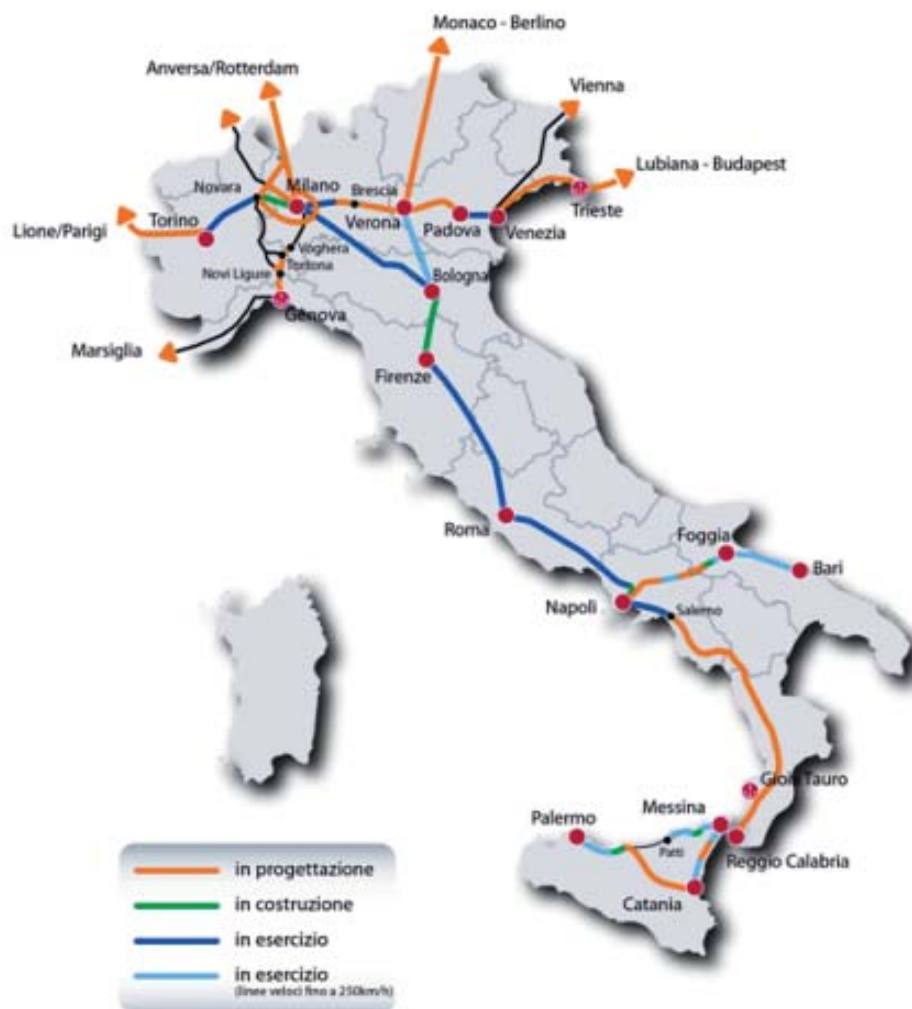 Monaco - Berlino
Anversa/Rotterdam
Vienna
Lubiana - Budapest
Novara
Milano
Brescia
Trieste
Torino
Verona
Padova
Venezia
Lione/Parigi
Voghera
Tortona
Novi Ligure
Bologna
Genova
Marsiglia
Firenze
Roma
Foggia
Bari
Napoli
Salerno
Gioia Tauro
Messina
Palermo
Patti
Reggio Calabria
Catania
in progettazione
in costruzione
in esercizio
in esercizio
(linee veloci fino a 250km/h)